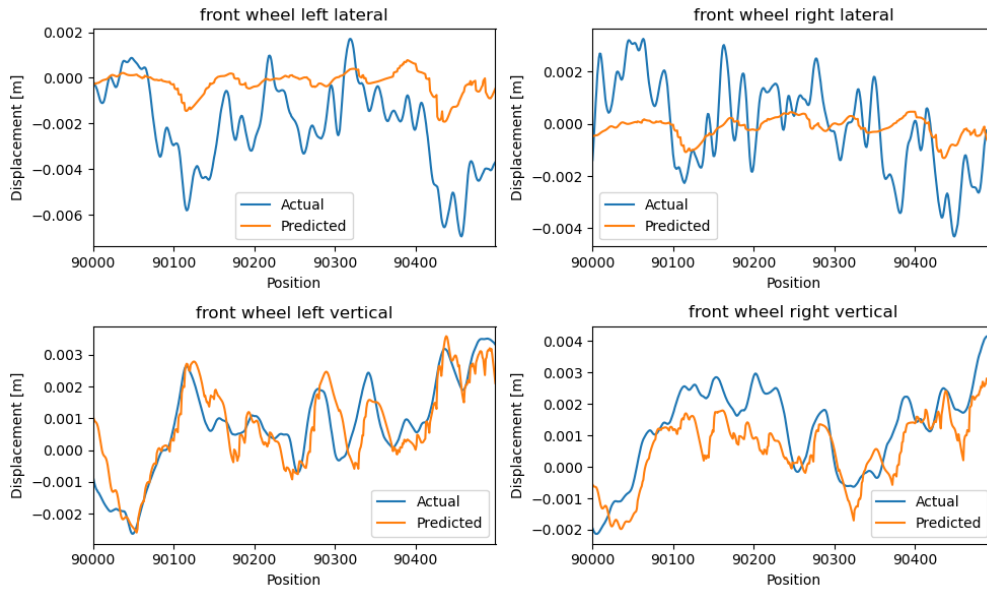 front wheel left lateral
0.002
0.000
−0.002
−0.004
−0.006
Displacement [m]
Actual
Predicted
90000 90100 90200 90300 90400
Position
front wheel right lateral
0.002
0.000
−0.002
−0.004
Displacement [m]
Actual
Predicted
90000 90100 90200 90300 90400
Position
front wheel left vertical
0.003
0.002
0.001
0.000
−0.001
−0.002
Displacement [m]
Actual
Predicted
90000 90100 90200 90300 90400
Position
front wheel right vertical
0.004
0.003
0.002
0.001
0.000
−0.001
−0.002
Displacement [m]
Actual
Predicted
90000 90100 90200 90300 90400
Position